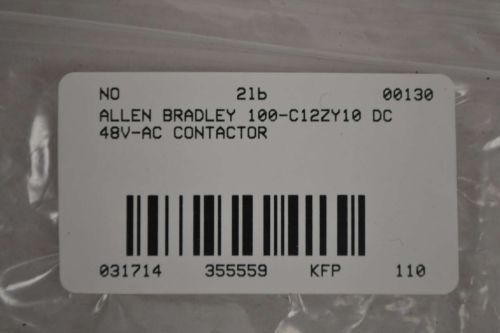 NO 21b 00130
ALLEN BRADLEY 100-C12ZY10 DC
48V-AC CONTACTOR
031714 355559 KFP 110